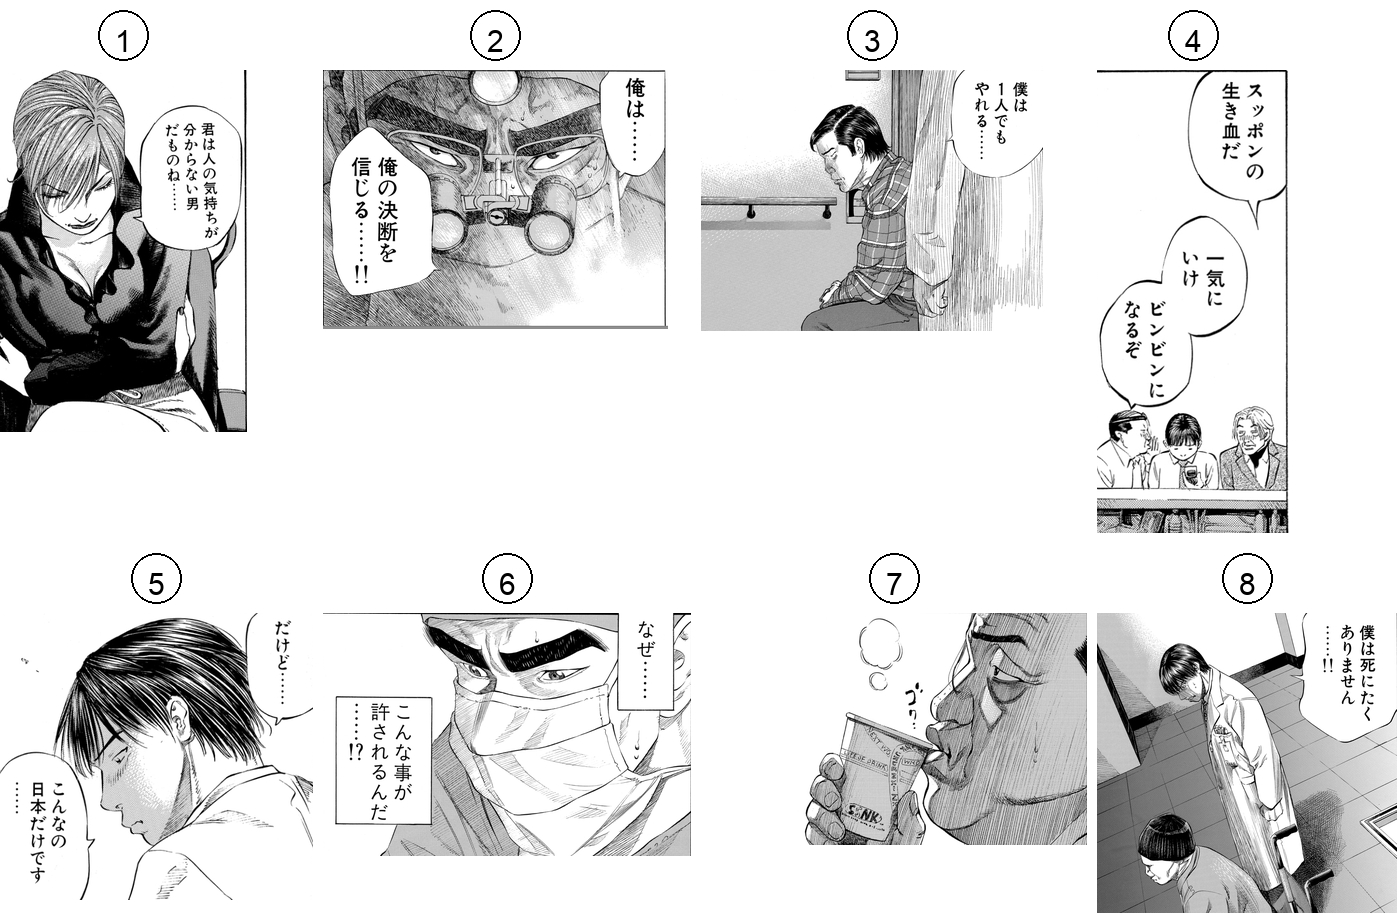 1
君は人の気持ちが
分からない男
だものね……
2
俺は……
俺の決断を
信じる……!!
3
僕は
1人でも
やれる……
4
スッポンの
生き血だ
一気に
いけ
ビンビンに
なるぞ
5
だけど……
こんなの
日本だけです
……
6
なぜ……
こんな事が
許されるんだ
……!?
7
ゴク…
8
僕は死にたく
ありません
……!!